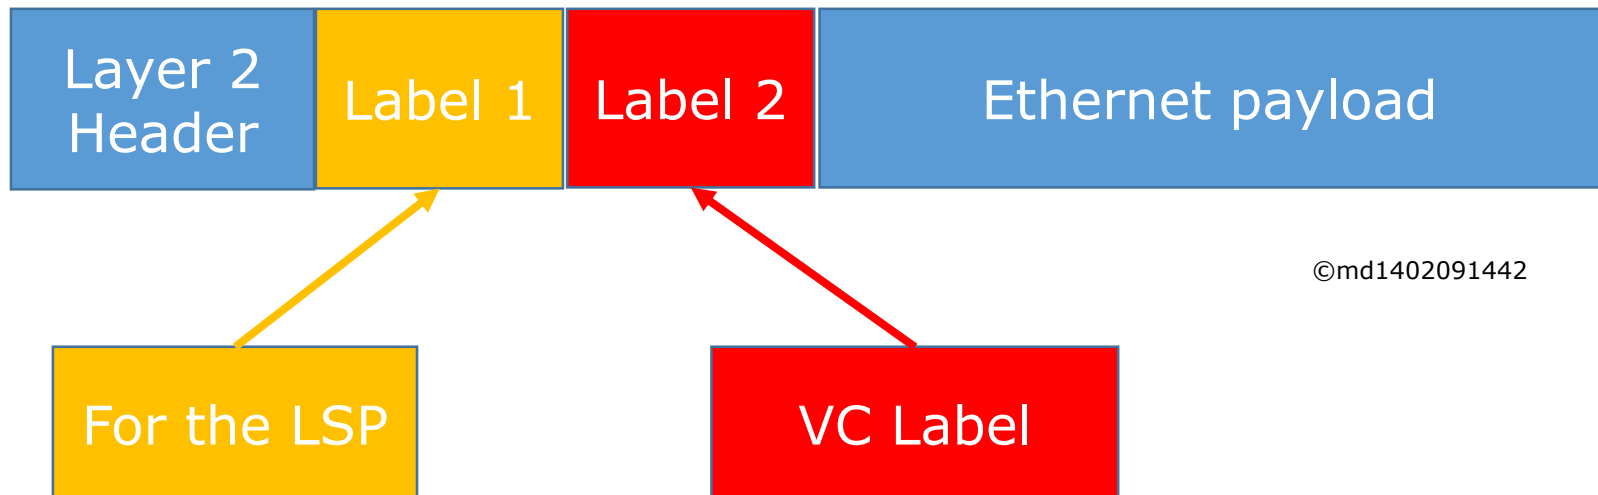 Layer 2
Header
Label 1
Label 2
Ethernet payload
©md1402091442
For the LSP
VC Label